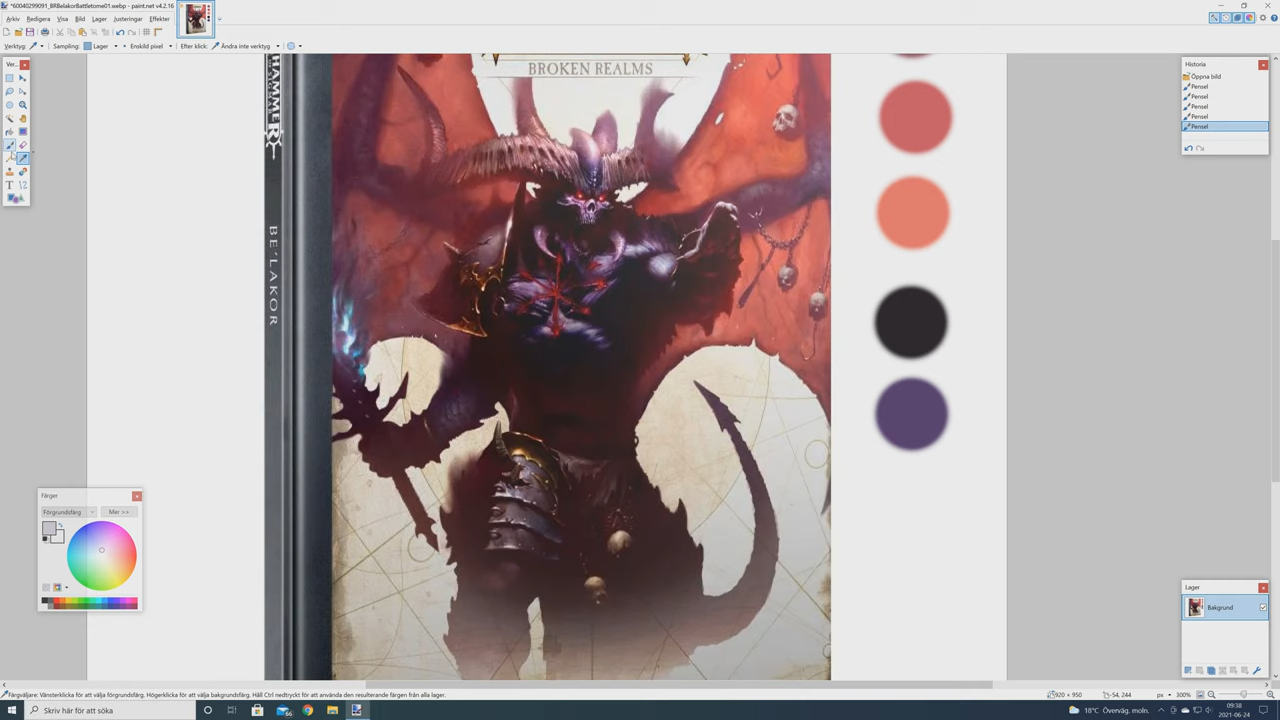 *60040299091_BRBelakorBattletome01.webp - paint.net v4.2.16
Arkiv Redigera Visa Bild Lager Justeringar Effekter
Verktyg Sampling: Lager Enskild pixel Efter klick: Ändra inte verktyg
Ver...
Historia
Öppna bild
Pensel
Pensel
Pensel
Pensel
Pensel
BROKEN REALMS
HAMMER
BE'LAKOR
Färger
Förgrundsfärg
Mer >>
Lager
Bakgrund
Färgväljare: Vänsterklicka för att välja förgrundsfärg. Högerklicka för att välja bakgrundsfärg. Håll Ctrl nedtryckt för att använda den resulterande färgen från alla lager.
920 × 950
54, 244
px
300%
Skriv här för att söka
66
18°C Överväg. moln.
09:38
2021-06-24